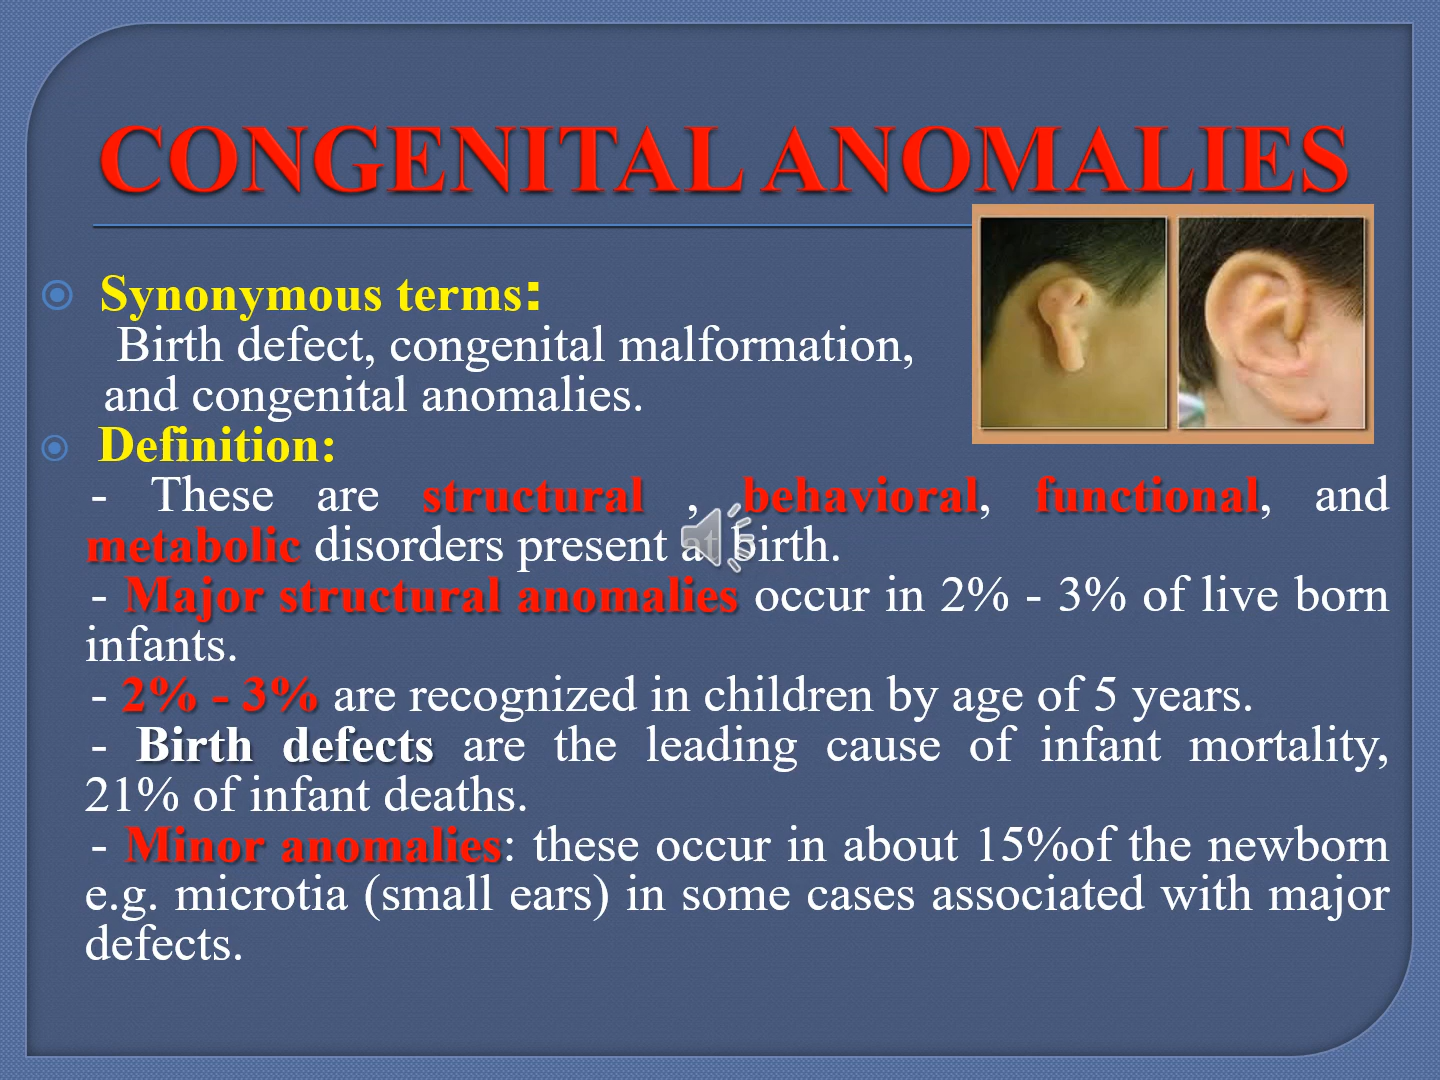 CONGENITAL ANOMALIES
Synonymous terms:
Birth defect, congenital malformation,
and congenital anomalies.
Definition:
- These are structural , behavioral, functional, and
metabolic disorders present at birth.
- Major structural anomalies occur in 2% - 3% of live born
infants.
- 2% - 3% are recognized in children by age of 5 years.
- Birth defects are the leading cause of infant mortality,
21% of infant deaths.
- Minor anomalies: these occur in about 15%of the newborn
e.g. microtia (small ears) in some cases associated with major
defects.